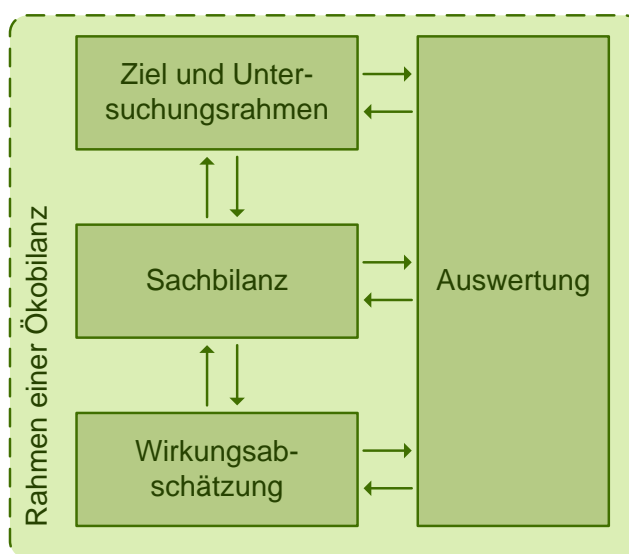 Rahmen einer Ökobilanz
Ziel und Unter-
suchungsrahmen
Sachbilanz
Wirkungsab-
schätzung
Auswertung